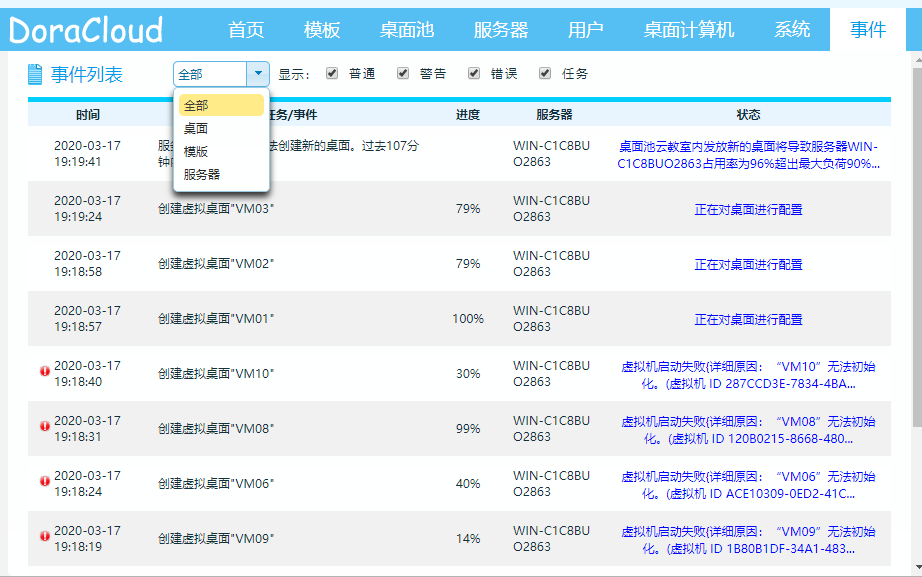 DoraCloud 首页 模板 桌面池 服务器 用户 桌面计算机 系统 事件
事件列表 全部 显示: 普通 警告 错误 任务
全部
桌面
模版
服务器
时间 任务/事件 进度 服务器 状态
2020-03-17
19:19:41
法创建新的桌面。过去107分
WIN-C1C8BU
O2863
桌面池云教室内发放新的桌面将导致服务器WIN-
C1C8BUO2863占用率为96%超出最大负荷90%...
2020-03-17
19:19:24
创建虚拟桌面"VM03"
79%
WIN-C1C8BU
O2863
正在对桌面进行配置
2020-03-17
19:18:58
创建虚拟桌面"VM02"
79%
WIN-C1C8BU
O2863
正在对桌面进行配置
2020-03-17
19:18:57
创建虚拟桌面"VM01"
100%
WIN-C1C8BU
O2863
正在对桌面进行配置
2020-03-17
19:18:40
创建虚拟桌面"VM10"
30%
WIN-C1C8BU
O2863
虚拟机启动失败{详细原因: “VM10”无法初始
化。(虚拟机 ID 287CCD3E-7834-4BA...
2020-03-17
19:18:31
创建虚拟桌面"VM08"
99%
WIN-C1C8BU
O2863
虚拟机启动失败{详细原因: “VM08”无法初始
化。(虚拟机 ID 120B0215-8668-480...
2020-03-17
19:18:24
创建虚拟桌面"VM06"
40%
WIN-C1C8BU
O2863
虚拟机启动失败{详细原因: “VM06”无法初始
化。(虚拟机 ID ACE10309-0ED2-41C...
2020-03-17
19:18:19
创建虚拟桌面"VM09"
14%
WIN-C1C8BU
O2863
虚拟机启动失败{详细原因: “VM09”无法初始
化。(虚拟机 ID 1B80B1DF-34A1-483...